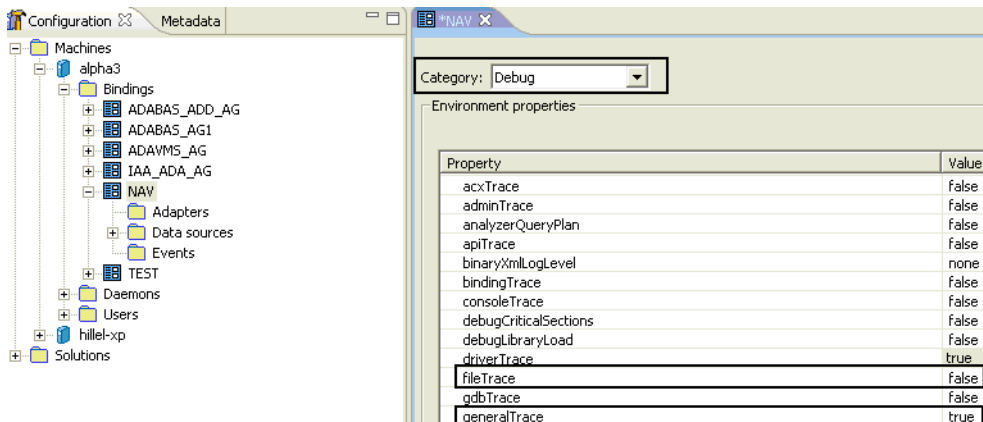 Configuration Metadata
Machines
alpha3
Bindings
ADABAS_ADD_AG
ADABAS_AG1
ADAVMS_AG
IAA_ADA_AG
NAV
Adapters
Data sources
Events
TEST
Daemons
Users
hillel-xp
Solutions
*NAV
Category: Debug
Environment properties
Property Value
acxTrace false
adminTrace false
analyzerQueryPlan false
apiTrace false
binaryXmlLogLevel none
bindingTrace false
consoleTrace false
debugCriticalSections false
debugLibraryLoad false
driverTrace true
fileTrace false
gdbTrace false
generalTrace true